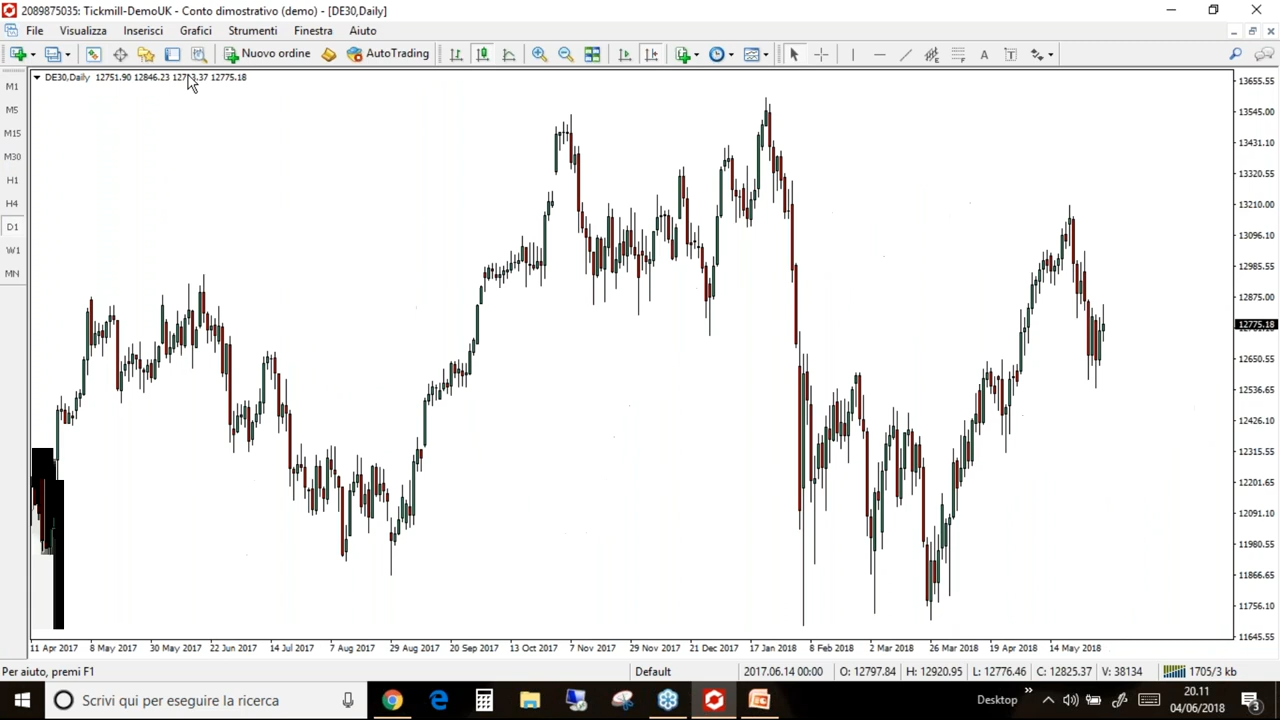 2089875035: Tickmill-DemoUK - Conto dimostrativo (demo) - [DE30,Daily]
File Visualizza Inserisci Grafici Strumenti Finestra Aiuto
Nuovo ordine AutoTrading
DE30,Daily 12751.90 12846.23 12775.18
M1
M5
M15
M30
H1
H4
D1
W1
MN
13655.55
13545.00
13431.10
13320.55
13210.00
13096.10
12985.55
12875.00
12775.18
12650.55
12536.65
12426.10
12315.55
12201.65
12091.10
11980.55
11866.65
11756.10
11645.55
11 Apr 2017 8 May 2017 30 May 2017 22 Jun 2017 14 Jul 2017 7 Aug 2017 29 Aug 2017 20 Sep 2017 13 Oct 2017 7 Nov 2017 29 Nov 2017 21 Dec 2017 17 Jan 2018 8 Feb 2018 2 Mar 2018 26 Mar 2018 19 Apr 2018 14 May 2018
Per aiuto, premi F1 Default 2017.06.14 00:00 O: 12797.84 H: 12920.95 L: 12776.46 C: 12825.37 V: 38134 1705/3 kb
Scrivi qui per eseguire la ricerca Desktop 20.11
04/06/2018 3